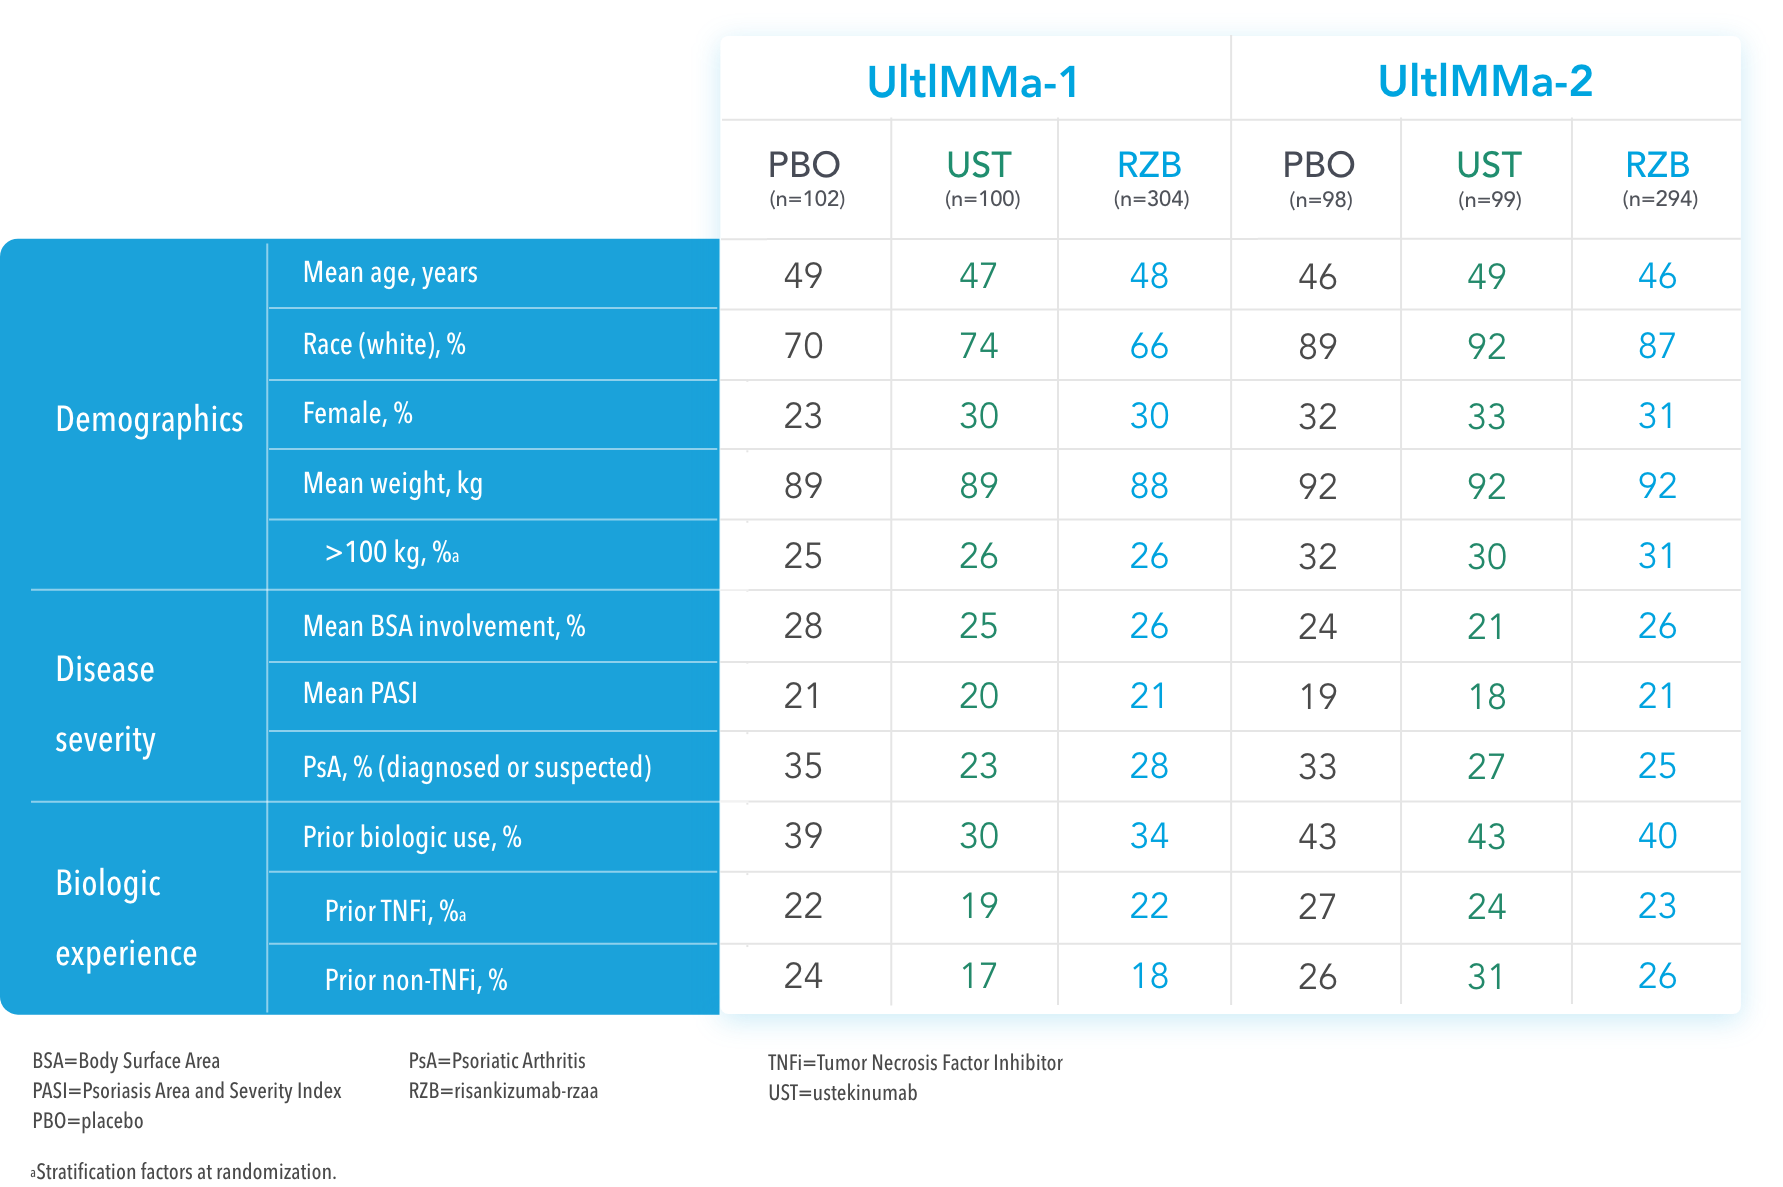 UltlMMa-1 UltlMMa-2
PBO UST RZB PBO UST RZB
(n=102) (n=100) (n=304) (n=98) (n=99) (n=294)
Demographics
Mean age, years 49 47 48 46 49 46
Race (white), % 70 74 66 89 92 87
Female, % 23 30 30 32 33 31
Mean weight, kg 89 89 88 92 92 92
>100 kg, %a 25 26 26 32 30 31
Disease
severity
Mean BSA involvement, % 28 25 26 24 21 26
Mean PASI 21 20 21 19 18 21
PsA, % (diagnosed or suspected) 35 23 28 33 27 25
Biologic
experience
Prior biologic use, % 39 30 34 43 43 40
Prior TNFi, %a 22 19 22 27 24 23
Prior non-TNFi, % 24 17 18 26 31 26
BSA=Body Surface Area
PASI=Psoriasis Area and Severity Index
PBO=placebo
PsA=Psoriatic Arthritis
RZB=risankizumab-rzaa
TNFi=Tumor Necrosis Factor Inhibitor
UST=ustekinumab
aStratification factors at randomization.